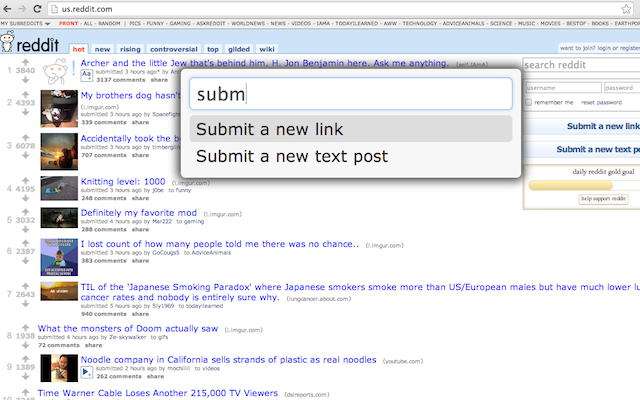 us.reddit.com
MY SUBREDDITS FRONT - ALL - RANDOM | PICS - FUNNY - GAMING - ASKREDDIT - WORLDNEWS - NEWS - VIDEOS - IAMA - TODAYILEARNED - AWW - TECHNOLOGY - ADVICEANIMALS - SCIENCE - MUSIC - MOVIES - BESTOF - BOOKS - EARTHPOR
reddit hot new rising controversial top gilded wiki
want to join? login or register
1 3840 Archer and the little Jew that's behind him. H. Jon Benjamin here. Ask me anything.
Aa submitted 3 hours ago* by
3137 comments share
search reddit
subm
Submit a new link
Submit a new text post
username password
remember me reset password
Submit a new link
Submit a new text po
daily reddit gold goal
help support reddit
2 4393 My brothers dog hasn't
(i.imgur.com)
submitted 4 hours ago by Spacefigh
339 comments share
3 6078 Accidentally took the b
submitted 4 hours ago by timberglin
707 comments share
4 4195 Knitting level: 1000 (i.imgur.com)
submitted 4 hours ago by j0be to funny
248 comments share
5 3032 Definitely my favorite mod (i.imgur.com)
submitted 4 hours ago by Mar222 to gaming
288 comments share
6 2387 I lost count of how many people told me there was no cake.. (i.imgur.com)
submitted 4 hours ago by GoCougs5 to AdviceAnimals
383 comments share
7 2643 TIL of the 'Japanese Smoking Paradox' where Japanese smokers smoke more than US/European males but have much lower lu
cancer rates and nobody is entirely sure why. (lungcancer.about.com)
submitted 5 hours ago by Sly1969 to todayilearned
940 comments share
8 1938 What the monsters of Doom actually saw (i.imgur.com)
submitted 4 hours ago by Ze-skywalker to gifs
72 comments share
9 1389 Noodle company in California sells strands of plastic as real noodles (youtube.com)
submitted 2 hours ago by mochiiii to videos
262 comments share
10 Time Warner Cable Loses Another 215,000 TV Viewers (dslreports.com)